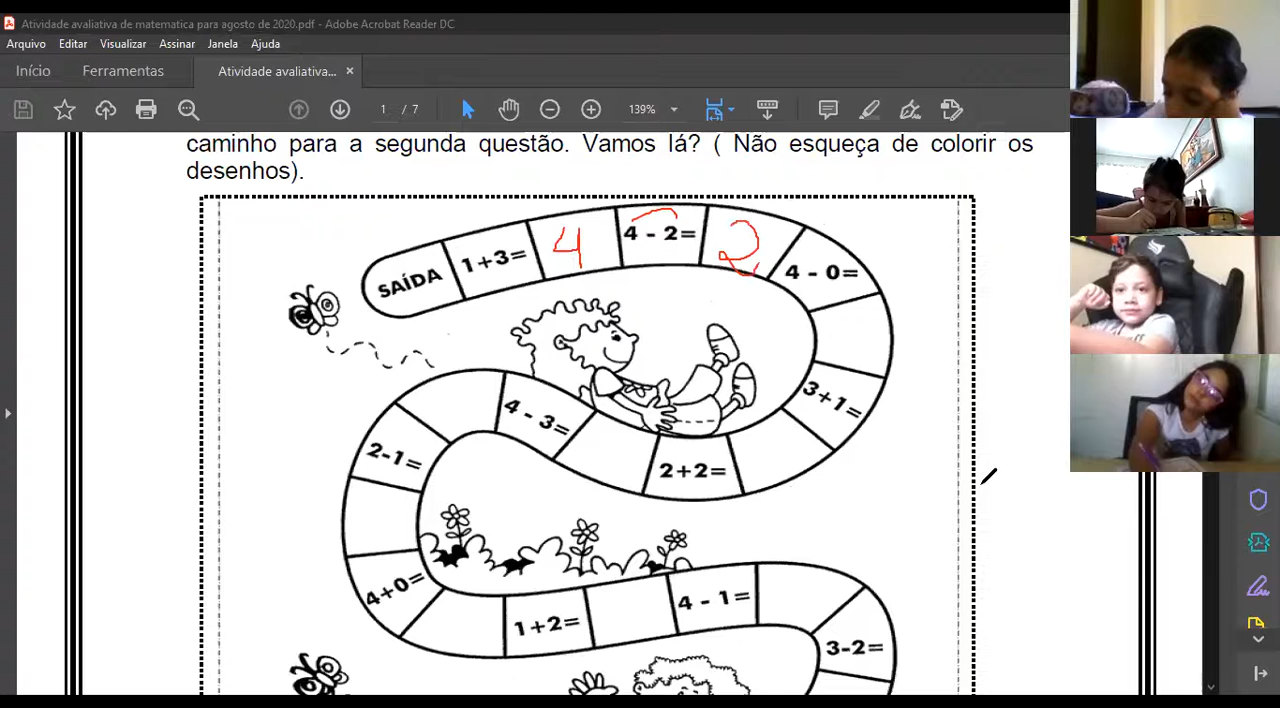 Atividade avaliativa de matematica para agosto de 2020.pdf - Adobe Acrobat Reader DC
Arquivo Editar Visualizar Assinar Janela Ajuda
Início Ferramentas Atividade avaliativa... ×
1 / 7 139%
caminho para a segunda questão. Vamos lá? ( Não esqueça de colorir os
desenhos).
SAÍDA 1+3= 4 4 - 2= 2 4 - 0=
3+1=
2+2=
4 - 3=
2-1=
4+0=
1+2=
4 - 1=
3-2=